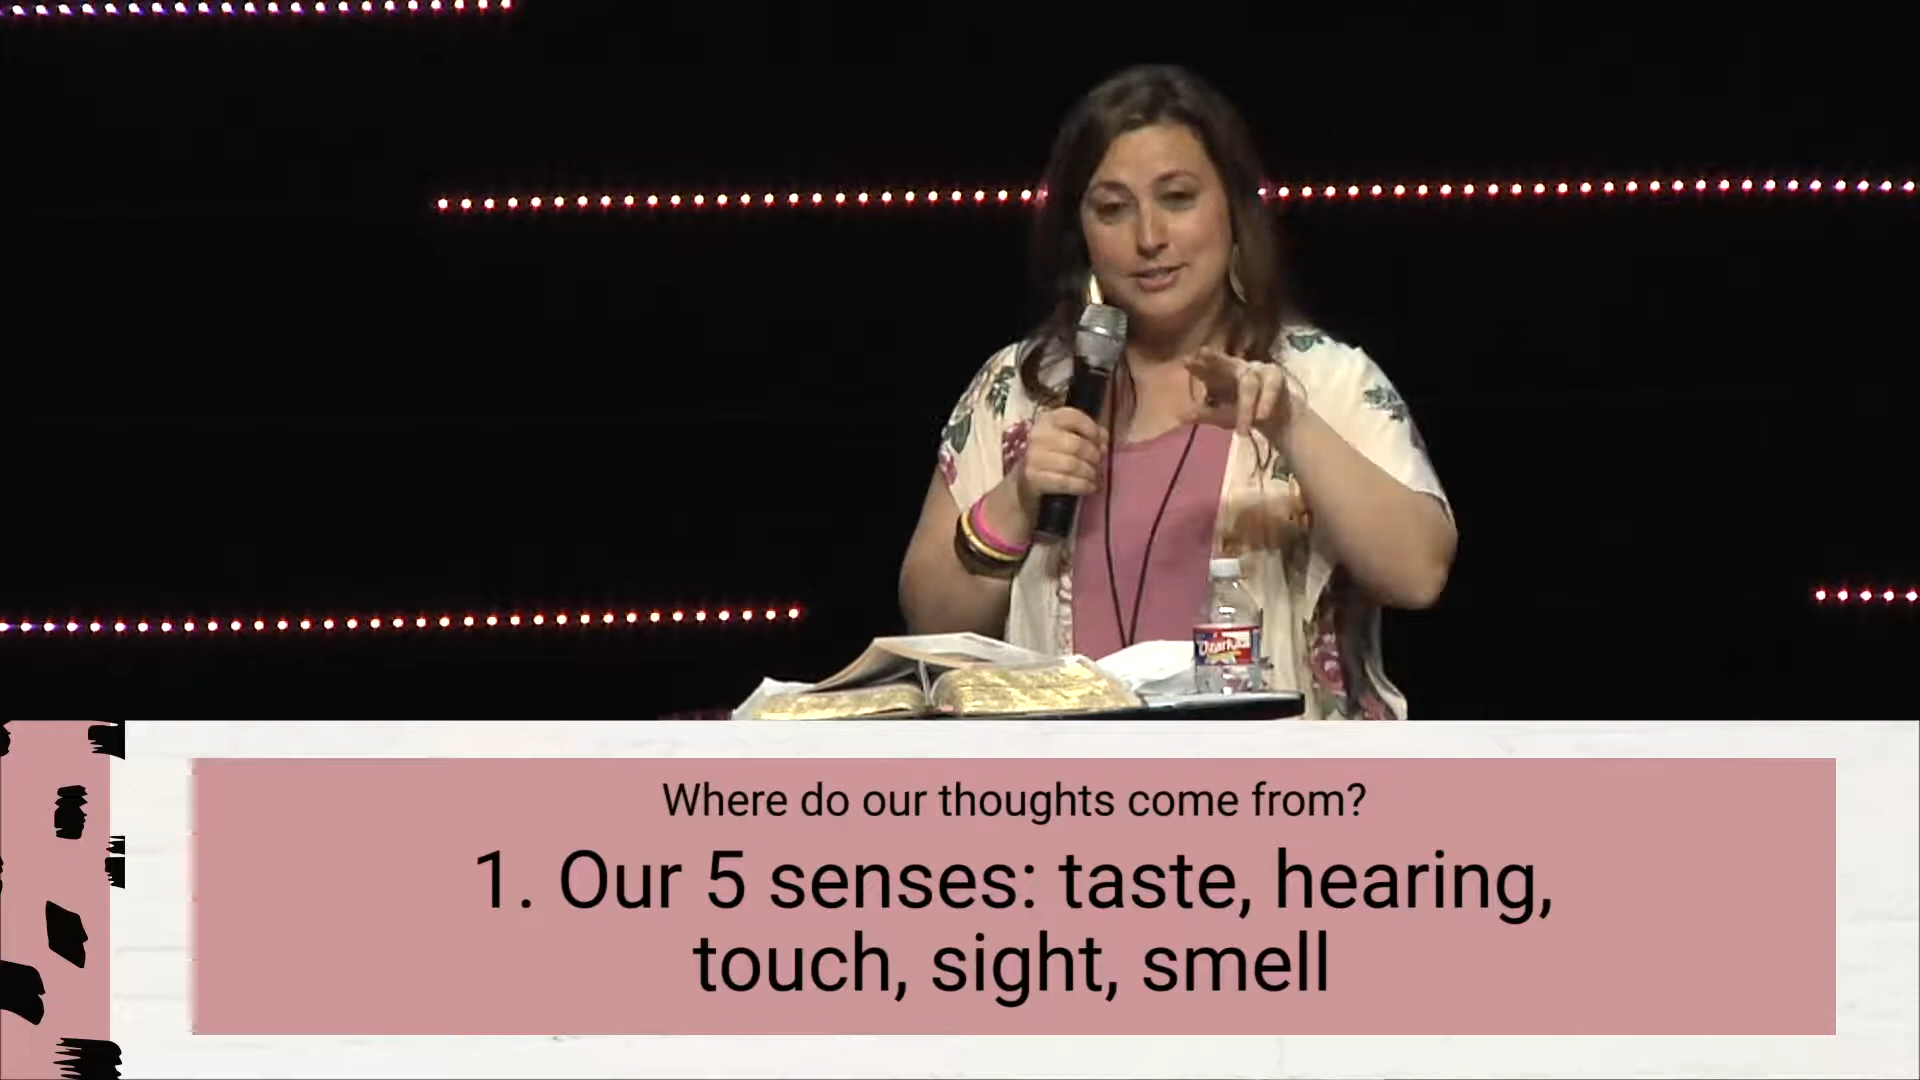 Where do our thoughts come from?
1. Our 5 senses: taste, hearing,
touch, sight, smell